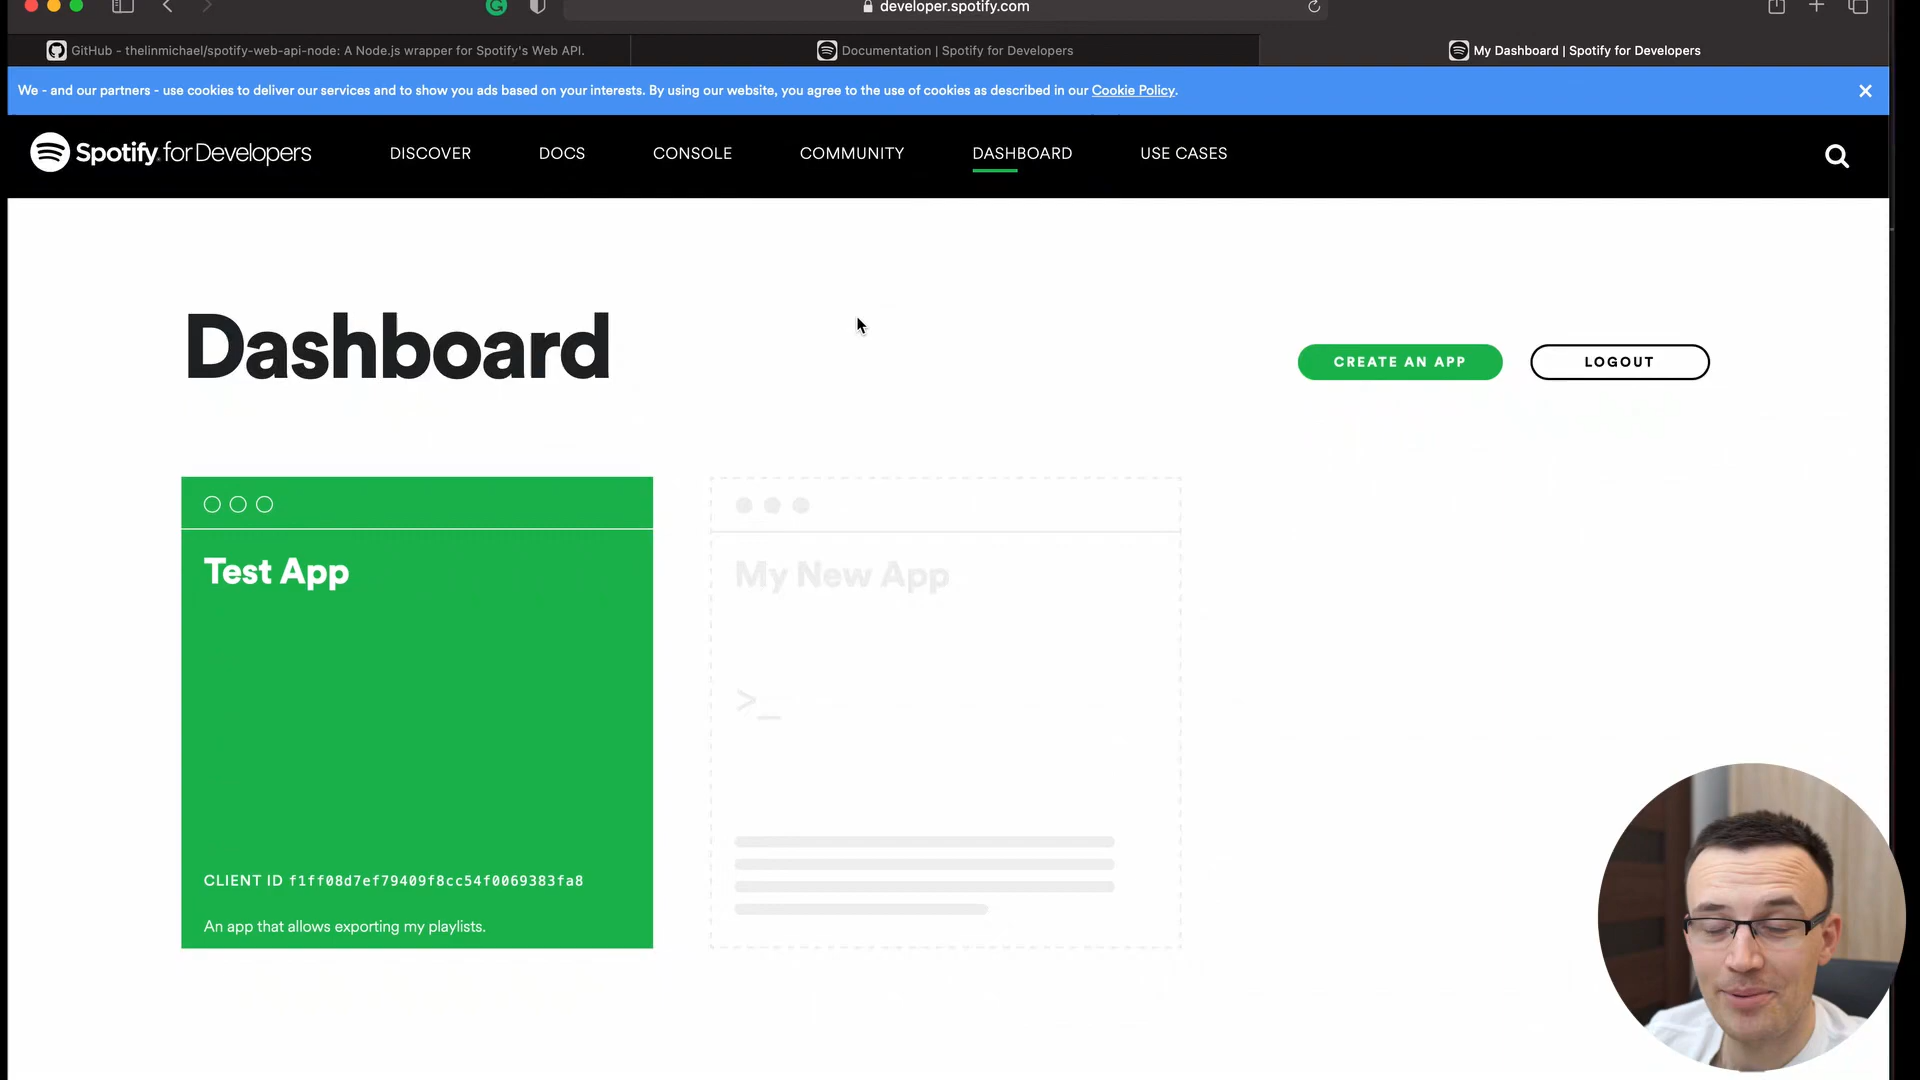 developer.spotify.com
GitHub - thelinmichael/spotify-web-api-node: A Node.js wrapper for Spotify's Web API.
Documentation | Spotify for Developers
My Dashboard | Spotify for Developers
We - and our partners - use cookies to deliver our services and to show you ads based on your interests. By using our website, you agree to the use of cookies as described in our Cookie Policy.
Spotify for Developers
DISCOVER
DOCS
CONSOLE
COMMUNITY
DASHBOARD
USE CASES
Dashboard
CREATE AN APP
LOGOUT
Test App
CLIENT ID f1ff08d7ef79409f8cc54f0069383fa8
An app that allows exporting my playlists.
My New App
>_